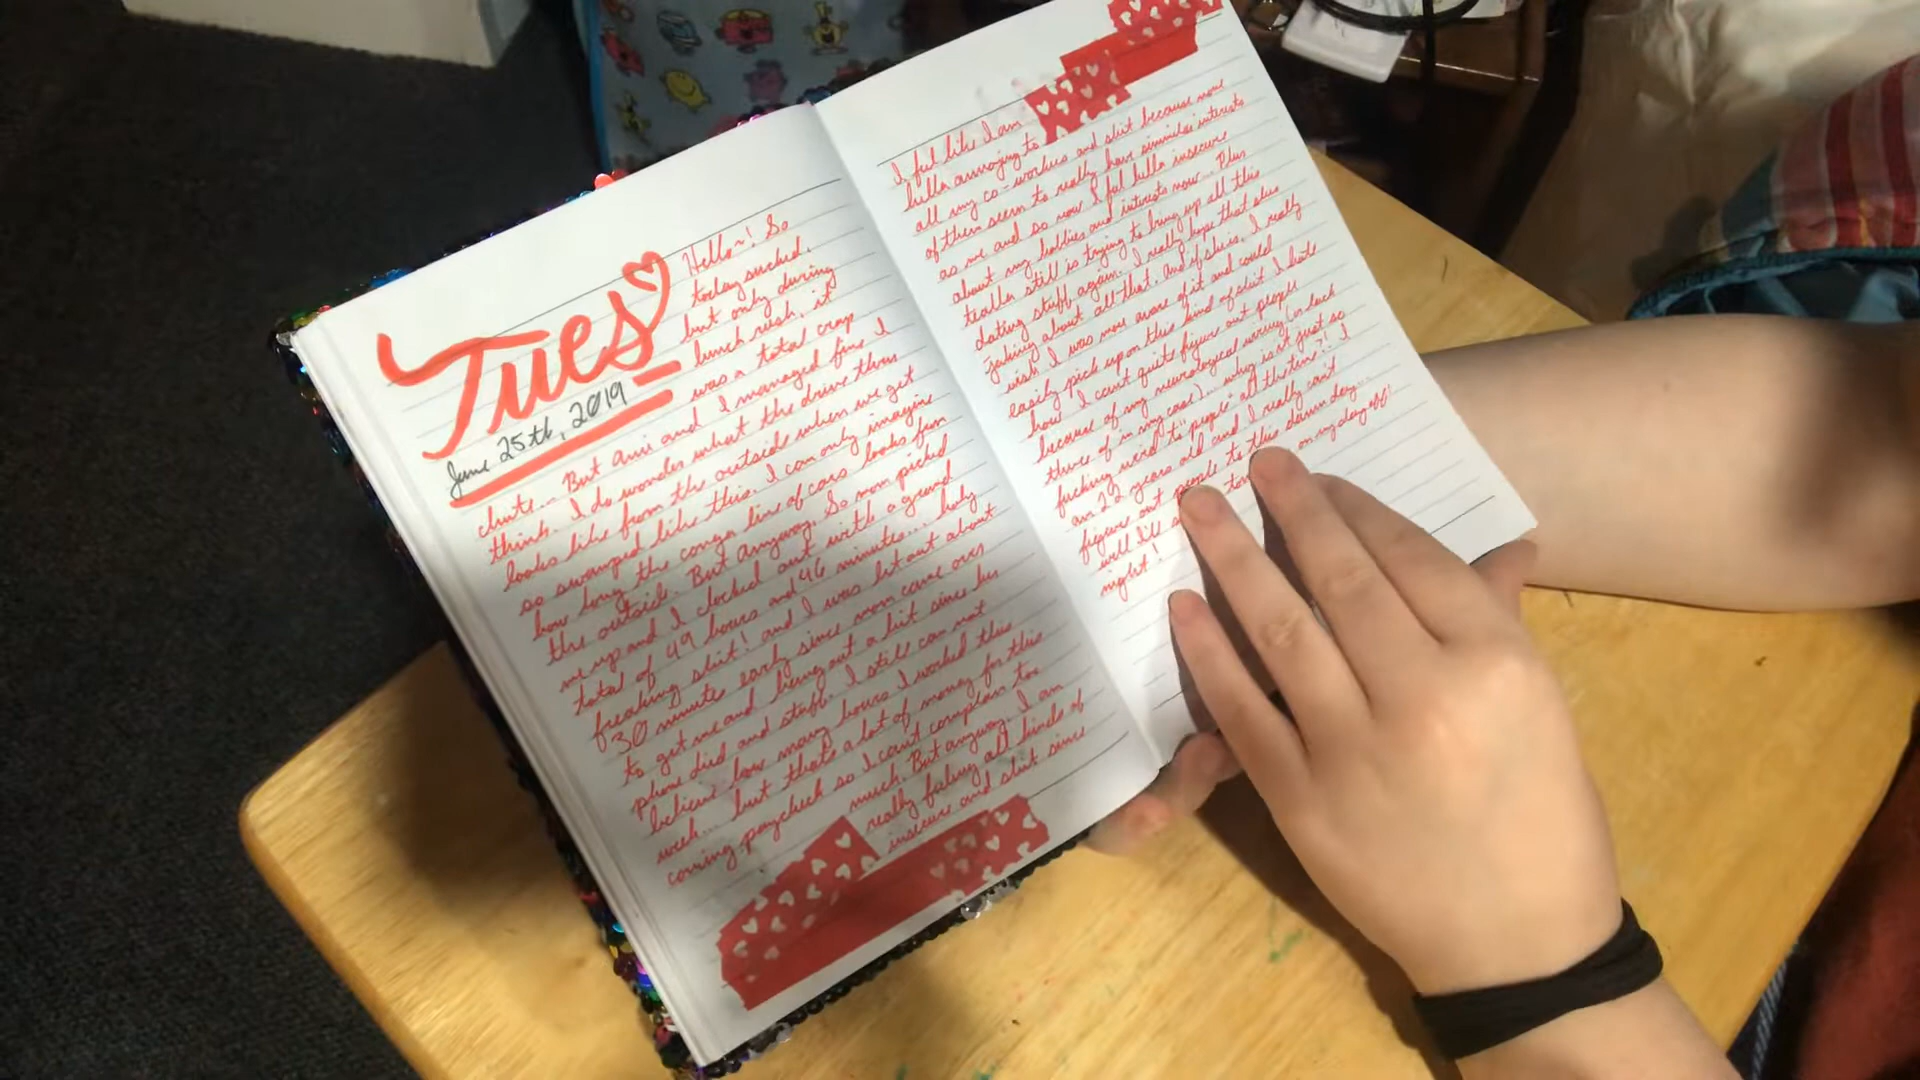 Tues
June 25th, 2019
Hello~! So
today sucked,
but only during
lunch rush, it
was a total crap
chute... But Ami and I managed fine I
think. I do wonder what the drive thru
looks like from the outside when we get
so swamped like this. I can only imagine
how long the conga line of cars looks from
the outside. But anyway. So mom picked
me up and I clocked out with a grand
total of 49 hours and 46 minutes... holy
freaking shit! and I was let out about
30 minutes early since mom came over
to get me and hung out a bit since her
phone died and stuff. I still can not
believe how many hours I worked this
week... but that's a lot of money for this
coming paycheck so I can't complain too
much. But anyway. I am
really feeling all kinds of
insecure and shit since
I feel like I am
hella annoying to
all my co-workers and shit because none
of them seem to really have similar interests
as me and so now I feel hella insecure
about my hobbies and interests now... Plus
still is trying to bring up all this
dating stuff again. I really hope that shes
joking about all that. And if she is, I really
wish I was more aware of it and could
easily pick up on this kind of shit. I hate
how I can't quite figure out people
because of my neurological wiring (or lack
three of in my case)... why isn't just so
fucking weird to "people" all the time?! I
am 22 years old and I really can't
figure out people to this damn day...
well I'll on my day off!
night!